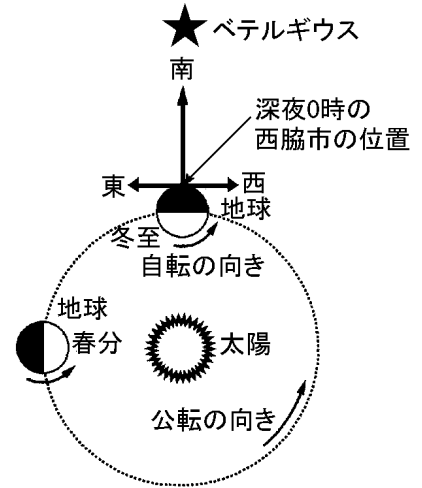 ベテルギウス
南
深夜0時の
西脇市の位置
東
西
地球
冬至
自転の向き
地球
春分
太陽
公転の向き